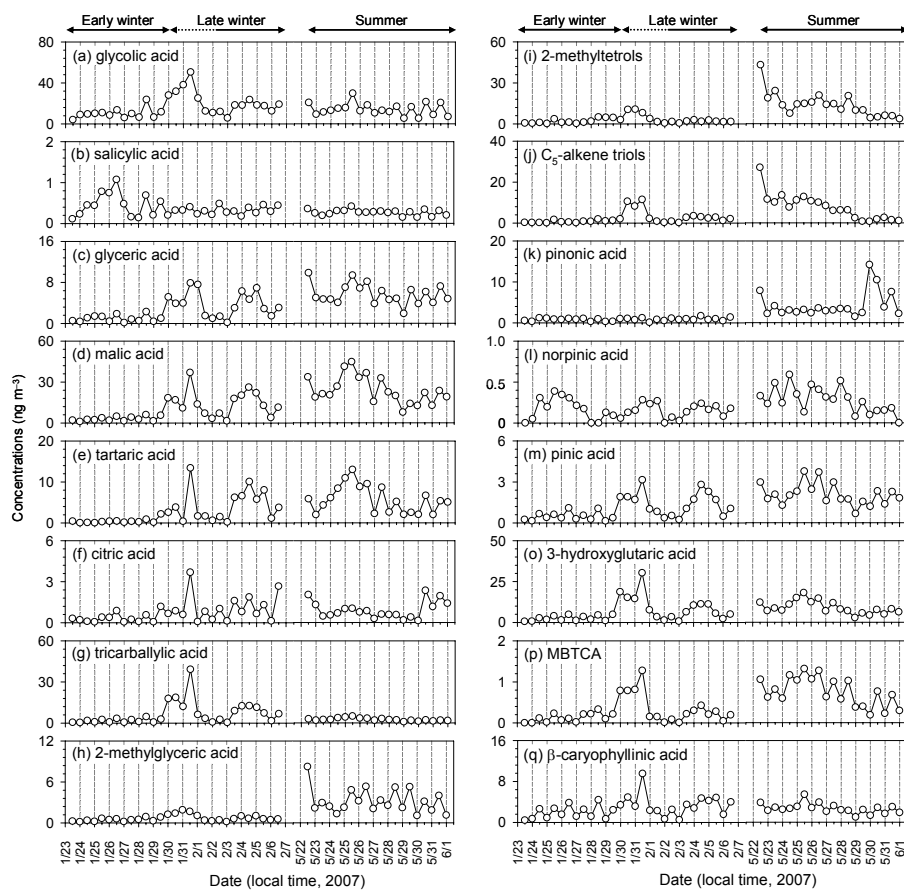 Early winter Late winter Summer
Early winter Late winter Summer
Concentrations (ng m⁻³)
80
40
0
(a) glycolic acid
2
1
0
(b) salicylic acid
16
8
0
(c) glyceric acid
60
30
0
(d) malic acid
20
10
0
(e) tartaric acid
6
3
0
(f) citric acid
60
30
0
(g) tricarballylic acid
12
6
0
(h) 2-methylglyceric acid
1/23 1/24 1/25 1/26 1/27 1/28 1/29 1/30 1/31 2/1 2/2 2/3 2/4 2/5 2/6 2/7 5/22 5/23 5/24 5/25 5/26 5/27 5/28 5/29 5/30 5/31 6/1
Date (local time, 2007)
60
40
20
0
(i) 2-methyltetrols
40
20
0
(j) C₅-alkene triols
20
10
0
(k) pinonic acid
1.0
0.5
0
(l) norpinic acid
6
3
0
(m) pinic acid
50
25
0
(o) 3-hydroxyglutaric acid
2
1
0
(p) MBTCA
16
8
0
(q) β-caryophyllinic acid
1/23 1/24 1/25 1/26 1/27 1/28 1/29 1/30 1/31 2/1 2/2 2/3 2/4 2/5 2/6 2/7 5/22 5/23 5/24 5/25 5/26 5/27 5/28 5/29 5/30 5/31 6/1
Date (local time, 2007)